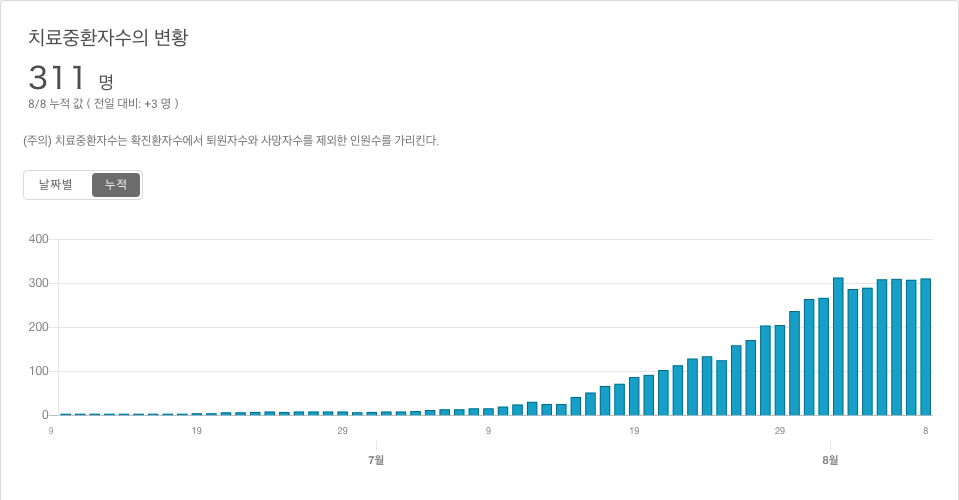 치료중환자수의 변황
311 명
8/8 누적 값 ( 전일 대비: +3 명 )
(주의) 치료중환자수는 확진환자수에서 퇴원자수와 사망자수를 제외한 인원수를 가리킨다.
날짜별 누적
400
300
200
100
0
9 19 29 9 19 29 8
7월 8월